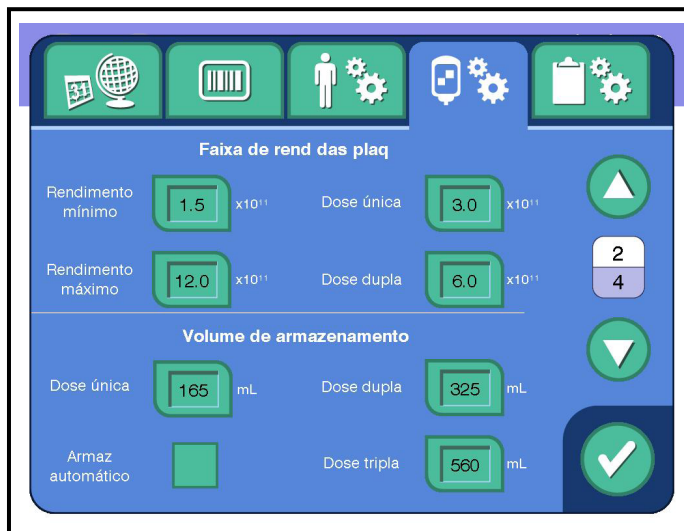 31
Faixa de rend das plaq
Rendimento
mínimo
1.5 x10¹¹
Dose única
3.0 x10¹¹
Rendimento
máximo
12.0 x10¹¹
Dose dupla
6.0 x10¹¹
2
4
Volume de armazenamento
Dose única
165 mL
Dose dupla
325 mL
Armaz
automático
Dose tripla
560 mL